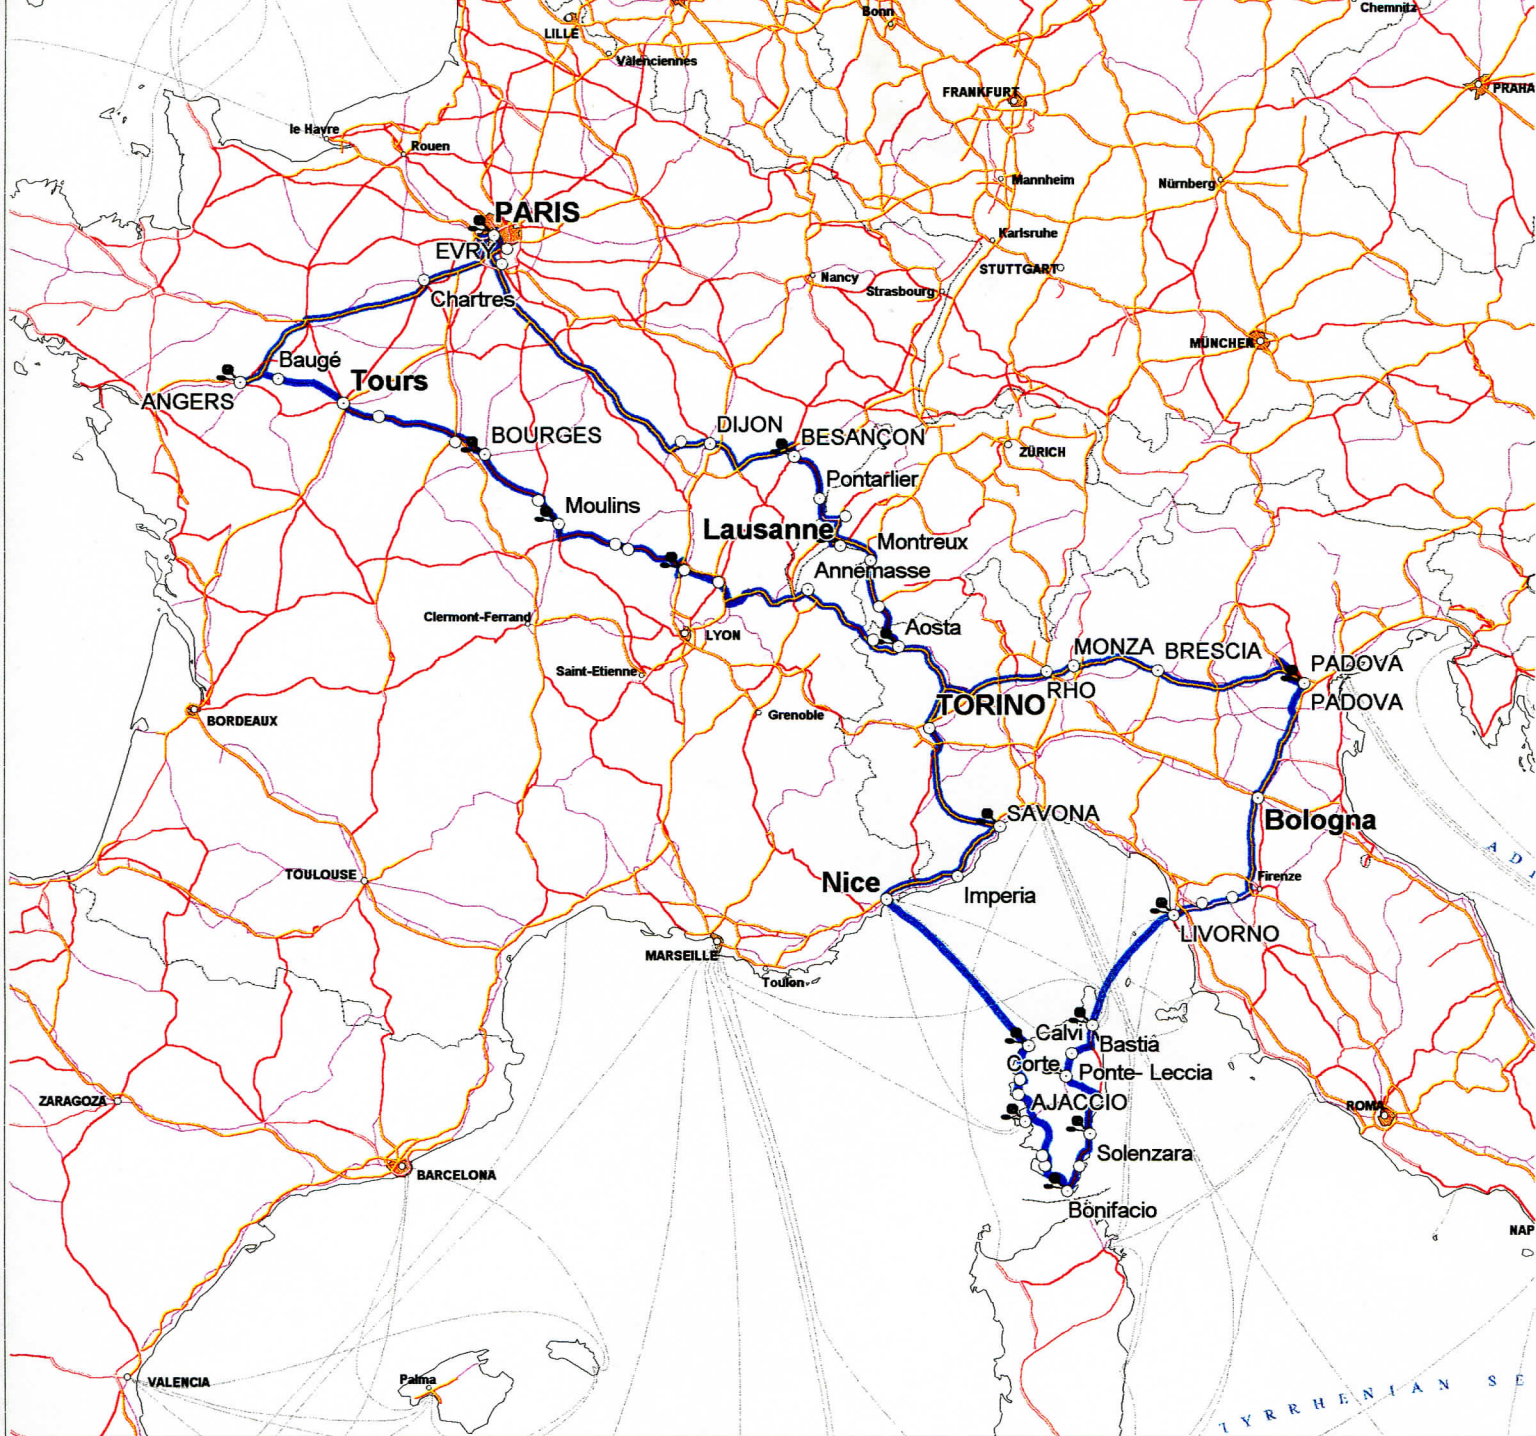 Bonn
Chemnitz
LILLE
Valenciennes
FRANKFURT
PRAHA
le Havre
Rouen
Mannheim
Nürnberg
PARIS
Karlsruhe
EVRY
STUTTGART
Nancy
Strasbourg
Chartres
MÜNCHEN
Baugé
Tours
ANGERS
DIJON
BOURGES
BESANÇON
ZÜRICH
Pontarlier
Moulins
Lausanne
Montreux
Annemasse
Clermont-Ferrand
Aosta
LYON
MONZA
BRESCIA
PADOVA
Saint-Etienne
RHO
PADOVA
TORINO
Grenoble
BORDEAUX
SAVONA
Bologna
A D
I
TOULOUSE
Nice
Firenze
Imperia
LIVORNO
MARSEILLE
Toulon
Calvi
Bastia
Corte
Ponte- Leccia
ZARAGOZA
AJACCIO
ROMA
Solenzara
BARCELONA
Bonifacio
NAP
VALENCIA
Palma
TYRRHENIAN SE